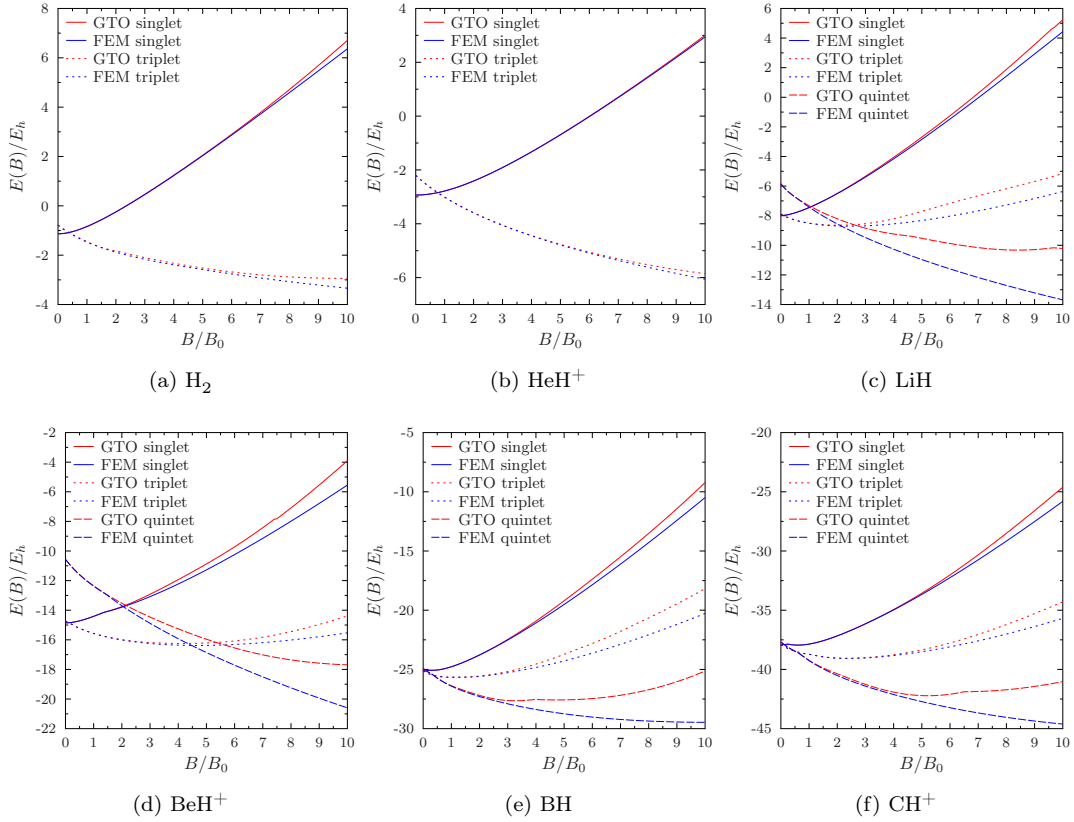 E(B)/E_h
8
6
4
2
0
-2
-4
GTO singlet
FEM singlet
GTO triplet
FEM triplet
0 1 2 3 4 5 6 7 8 9 10
B/B_0
(a) H_2
E(B)/E_h
4
2
0
-2
-4
-6
GTO singlet
FEM singlet
GTO triplet
FEM triplet
0 1 2 3 4 5 6 7 8 9 10
B/B_0
(b) HeH^+
E(B)/E_h
6
4
2
0
-2
-4
-6
-8
-10
-12
-14
GTO singlet
FEM singlet
GTO triplet
FEM triplet
GTO quintet
FEM quintet
0 1 2 3 4 5 6 7 8 9 10
B/B_0
(c) LiH
E(B)/E_h
-2
-4
-6
-8
-10
-12
-14
-16
-18
-20
-22
GTO singlet
FEM singlet
GTO triplet
FEM triplet
GTO quintet
FEM quintet
0 1 2 3 4 5 6 7 8 9 10
B/B_0
(d) BeH^+
E(B)/E_h
-5
-10
-15
-20
-25
-30
GTO singlet
FEM singlet
GTO triplet
FEM triplet
GTO quintet
FEM quintet
0 1 2 3 4 5 6 7 8 9 10
B/B_0
(e) BH
E(B)/E_h
-20
-25
-30
-35
-40
-45
GTO singlet
FEM singlet
GTO triplet
FEM triplet
GTO quintet
FEM quintet
0 1 2 3 4 5 6 7 8 9 10
B/B_0
(f) CH^+